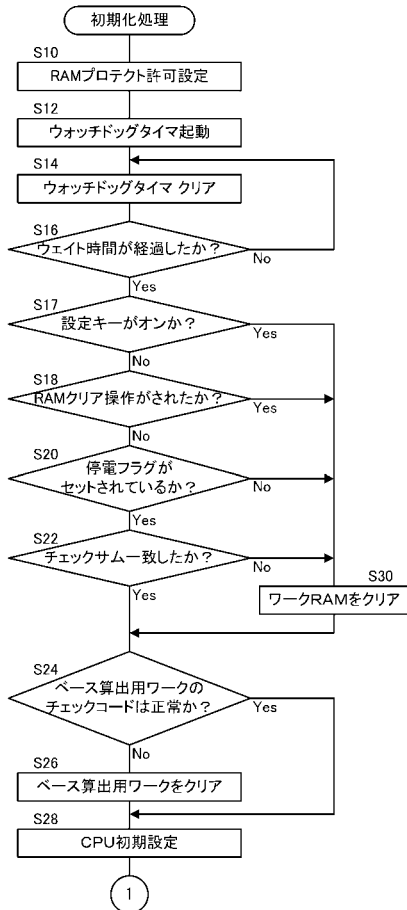 初期化処理
S10
RAMプロテクト許可設定
S12
ウォッチドッグタイマ起動
S14
ウォッチドッグタイマ クリア
S16
ウェイト時間が経過したか？
No
Yes
S17
設定キーがオンか？
Yes
No
S18
RAMクリア操作がされたか？
Yes
No
S20
停電フラグが
セットされているか？
No
Yes
S22
チェックサム一致したか？
No
Yes
S30
ワークRAMをクリア
S24
ベース算出用ワークの
チェックコードは正常か？
Yes
No
S26
ベース算出用ワークをクリア
S28
CPU初期設定
1